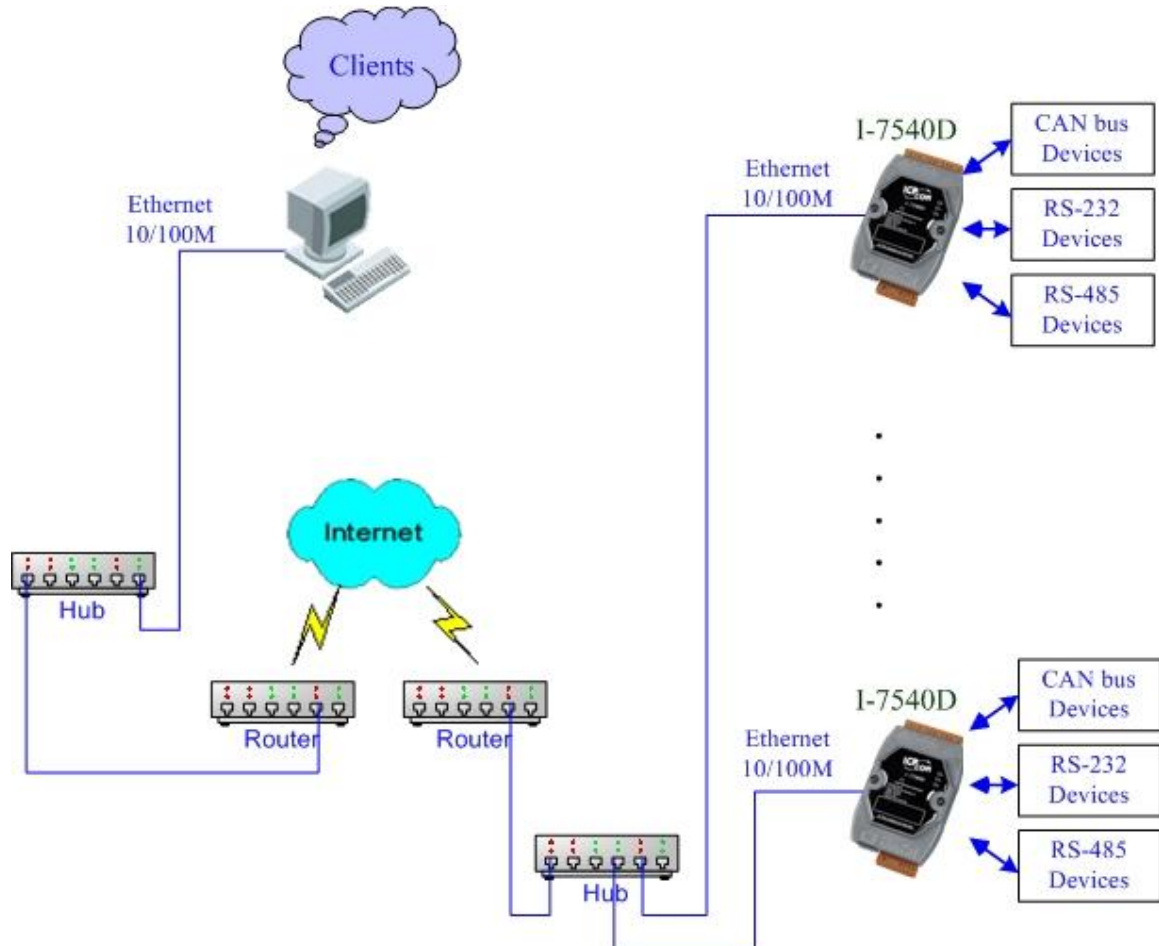 Clients
Ethernet
10/100M
I-7540D
Ethernet
10/100M
CAN bus
Devices
RS-232
Devices
RS-485
Devices
Internet
Hub
Router
Router
I-7540D
Ethernet
10/100M
CAN bus
Devices
RS-232
Devices
RS-485
Devices
Hub